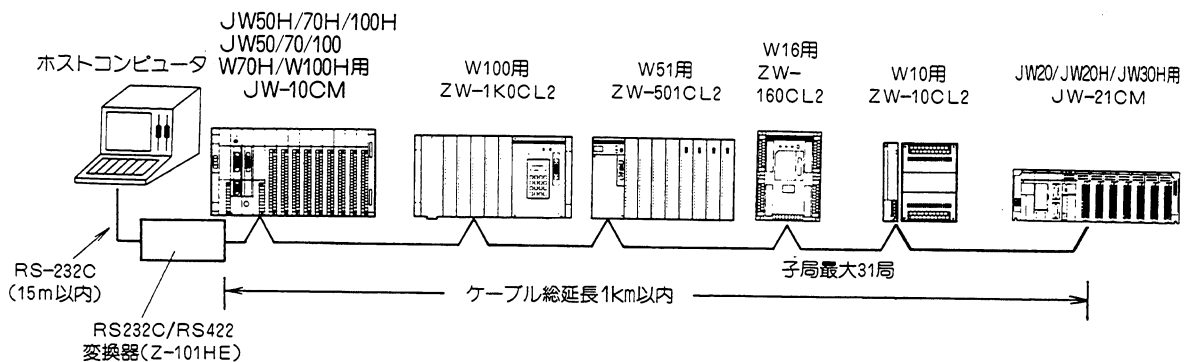 ホストコンピュータ
JW50H/70H/100H
JW50/70/100
W70H/W100H用
JW-10CM
W100用
ZW-1K0CL2
W51用
ZW-501CL2
W16用
ZW-
160CL2
W10用
ZW-10CL2
JW20/JW20H/JW30H用
JW-21CM
RS-232C
(15m以内)
子局最大31局
ケーブル総延長1Km以内
RS232C/RS422
変換器(Z-101HE)